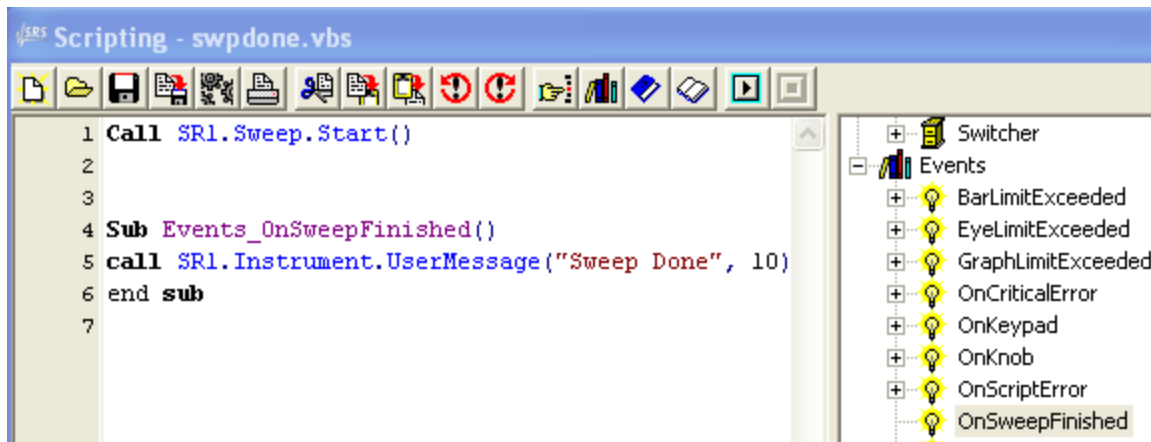 SRS Scripting - swpdone.vbs
1 Call SR1.Sweep.Start()
2
3
4 Sub Events_OnSweepFinished()
5 call SR1.Instrument.UserMessage("Sweep Done", 10)
6 end sub
7
Switcher
Events
BarLimitExceeded
EyeLimitExceeded
GraphLimitExceeded
OnCriticalError
OnKeypad
OnKnob
OnScriptError
OnSweepFinished